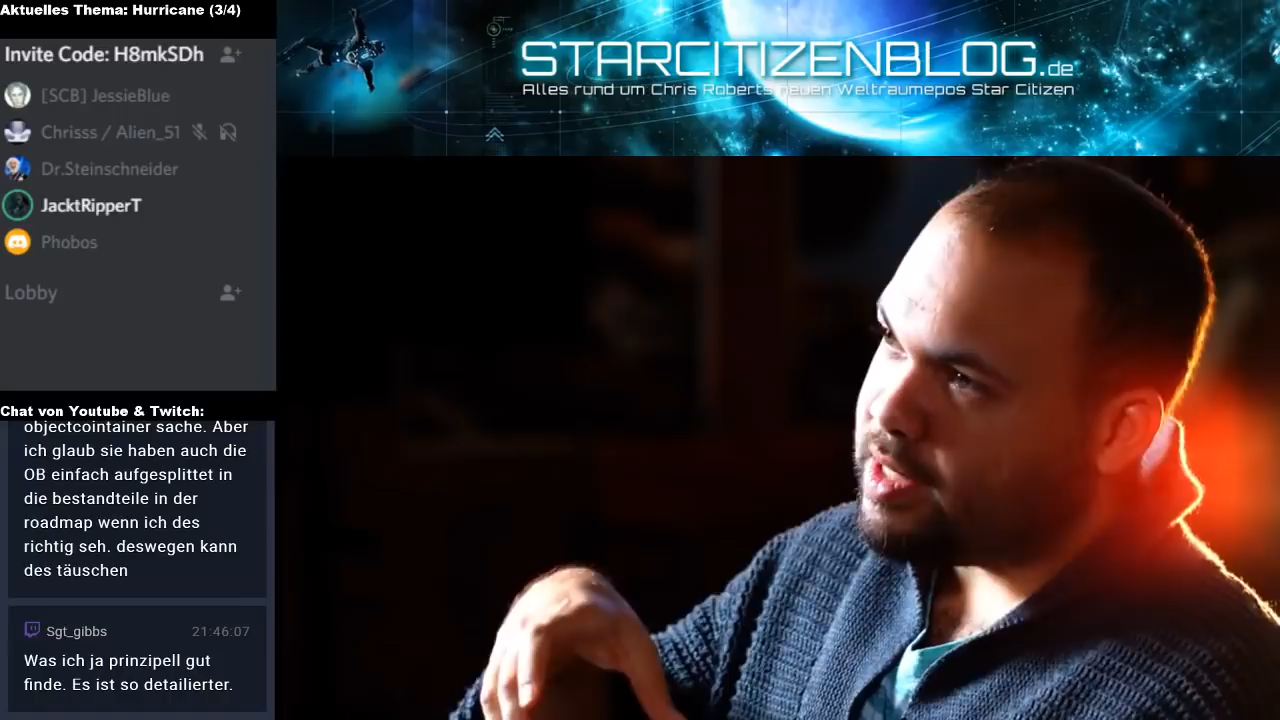 Aktuelles Thema: Hurricane (3/4)
Invite Code: H8mkSDh
[SCB] JessieBlue
Chrisss / Alien_51
Dr.Steinschneider
JacktRipperT
Phobos
Lobby
Chat von Youtube & Twitch:
objectcointainer sache. Aber
ich glaub sie haben auch die
OB einfach aufgesplittet in
die bestandteile in der
roadmap wenn ich des
richtig seh. deswegen kann
des täuschen
Sgt_gibbs 21:46:07
Was ich ja prinzipell gut
finde. Es ist so detailierter.
STARCITIZENBLOG.de
Alles rund um Chris Roberts neuen Weltraumepos Star Citizen